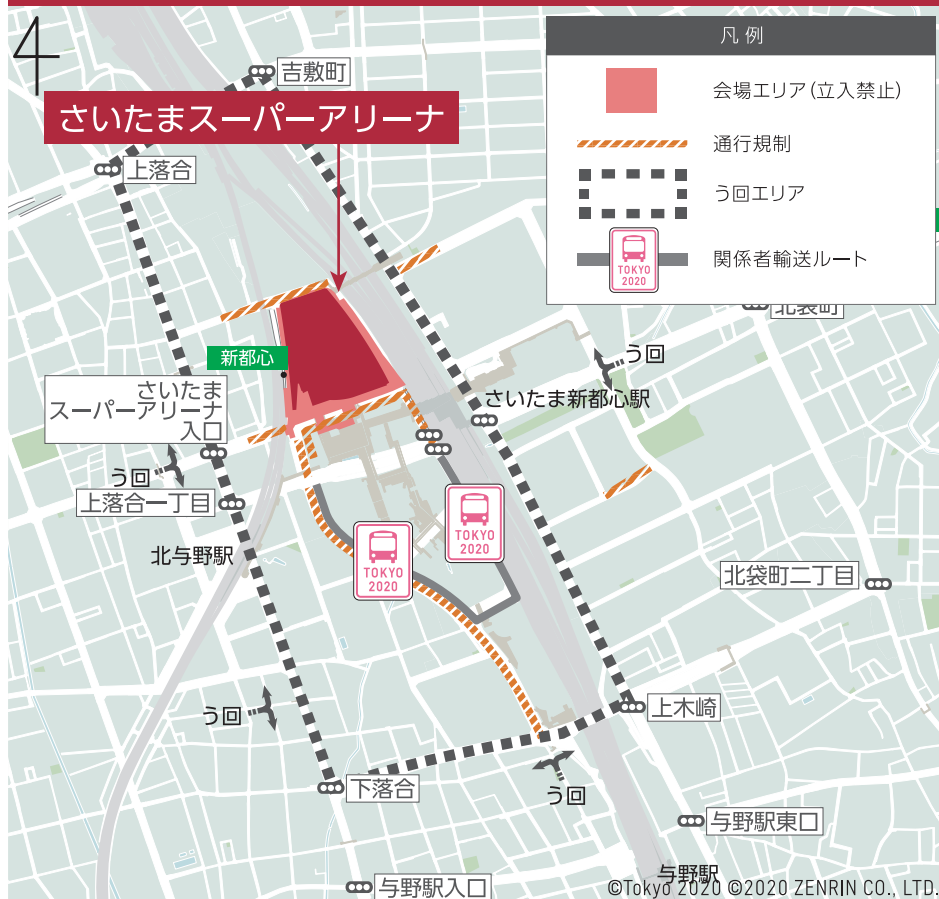 4
吉敷町
さいたまスーパーアリーナ
上落合
凡例
会場エリア(立入禁止)
通行規制
う回エリア
TOKYO
2020
関係者輸送ルート
北袋町
新都心
う回
さいたま
スーパーアリーナ
入口
さいたま新都心駅
う回
上落合一丁目
TOKYO
2020
TOKYO
2020
北与野駅
北袋町二丁目
う回
上木崎
下落合
う回
与野駅東口
与野駅
与野駅入口
©Tokyo 2020 ©2020 ZENRIN CO., LTD.